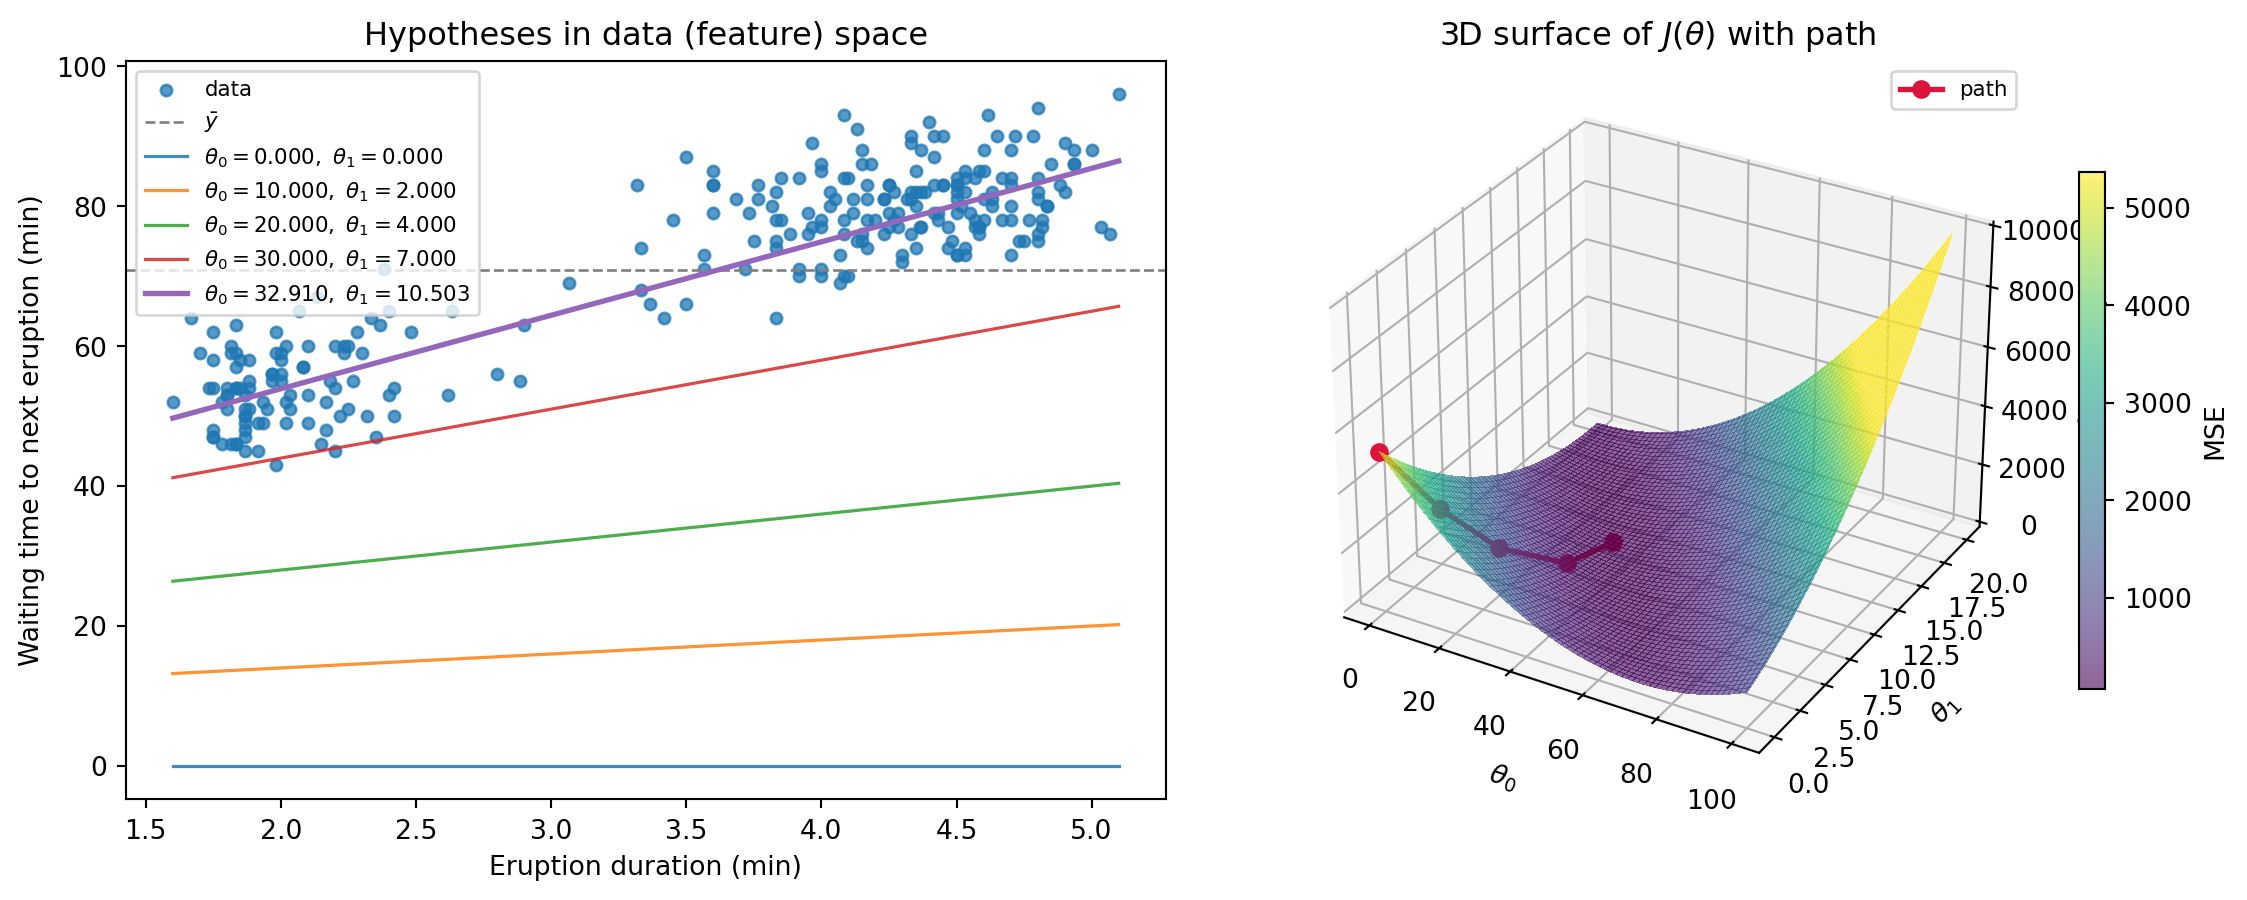 Hypotheses in data (feature) space
data
ȳ
θ₀ = 0.000, θ₁ = 0.000
θ₀ = 10.000, θ₁ = 2.000
θ₀ = 20.000, θ₁ = 4.000
θ₀ = 30.000, θ₁ = 7.000
θ₀ = 32.910, θ₁ = 10.503
100
80
60
40
20
0
Waiting time to next eruption (min)
1.5 2.0 2.5 3.0 3.5 4.0 4.5 5.0
Eruption duration (min)
3D surface of J(θ) with path
path
10000
8000
6000
4000
2000
0
0 20 40 60 80 100
θ₀
0.0 2.5 5.0 7.5 10.0 12.5 15.0 17.5 20.0
θ₁
5000
4000
3000
2000
1000
MSE